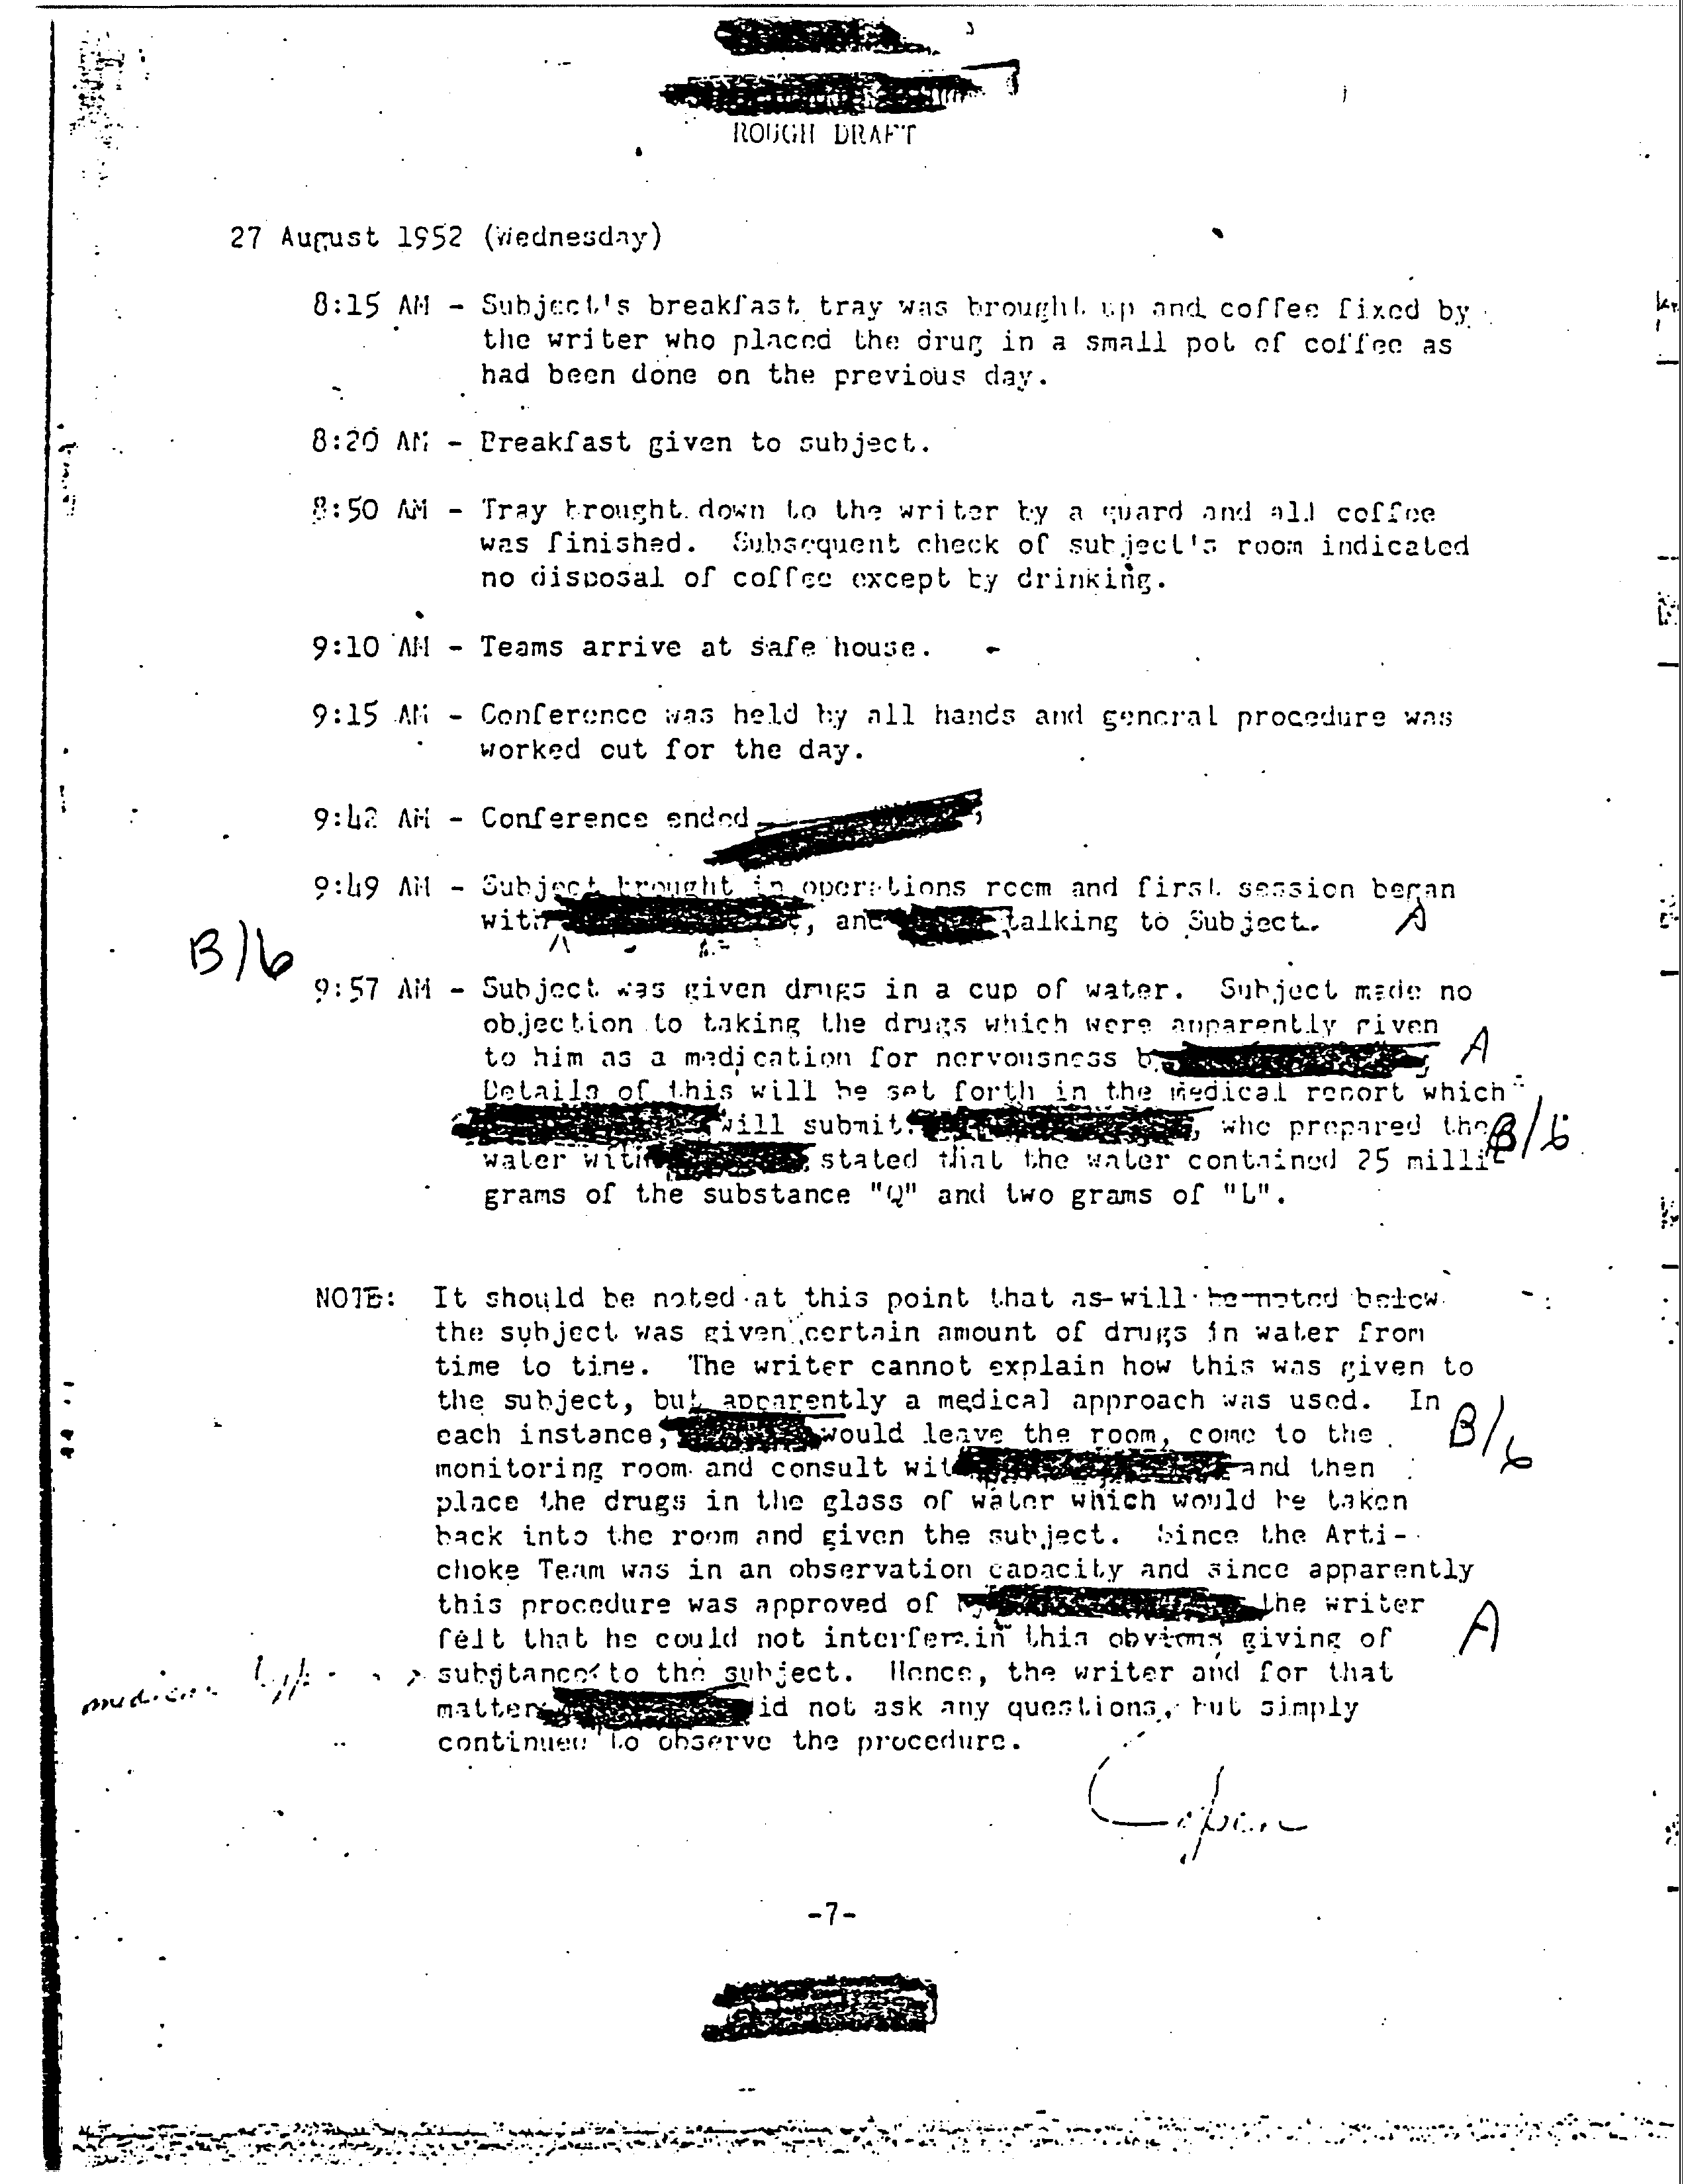 ROUGH DRAFT
27 August 1952 (Wednesday)
8:15 AM - Subject's breakfast tray was brought up and coffee fixed by
the writer who placed the drug in a small pot of coffee as
had been done on the previous day.
8:20 AM - Breakfast given to subject.
8:50 AM - Tray brought down to the writer by a guard and all coffee
was finished. Subsequent check of subject's room indicated
no disposal of coffee except by drinking.
9:10 AM - Teams arrive at safe house.
9:15 AM - Conference was held by all hands and general procedure was
worked out for the day.
9:42 AM - Conference ended
9:49 AM - Subject brought in operations room and first session began
with , and talking to Subject. A
B/6
9:57 AM - Subject was given drugs in a cup of water. Subject made no
objection to taking the drugs which were apparently given
to him as a medication for nervousness A
Details of this will be set forth in the medical report which
will submit. , who prepared the B/6
water with stated that the water contained 25 milli-
grams of the substance "Q" and two grams of "L".
NOTE: It should be noted at this point that as will be noted below
the subject was given certain amount of drugs in water from
time to time. The writer cannot explain how this was given to
the subject, but apparently a medical approach was used. In
each instance, would leave the room, come to the B/6
monitoring room and consult and then
place the drugs in the glass of water which would be taken
back into the room and given the subject. Since the Arti-
choke Team was in an observation capacity and since apparently
this procedure was approved of the writer
felt that he could not interfere in this obvious giving of A
substance to the subject. Hence, the writer and for that
matter, did not ask any questions, but simply
continued to observe the procedure.
-7-